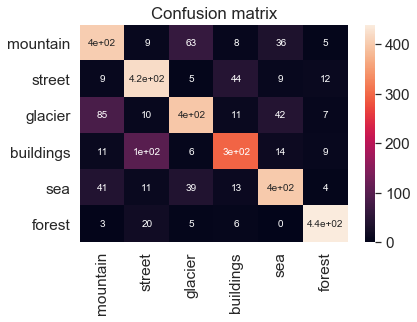 Confusion matrix
mountain 4e+02 9 63 8 36 5
street 9 4.2e+02 5 44 9 12
glacier 85 10 4e+02 11 42 7
buildings 11 1e+02 6 3e+02 14 9
sea 41 11 39 13 4e+02 4
forest 3 20 5 6 0 4.4e+02
mountain street glacier buildings sea forest
400
300
200
100
0